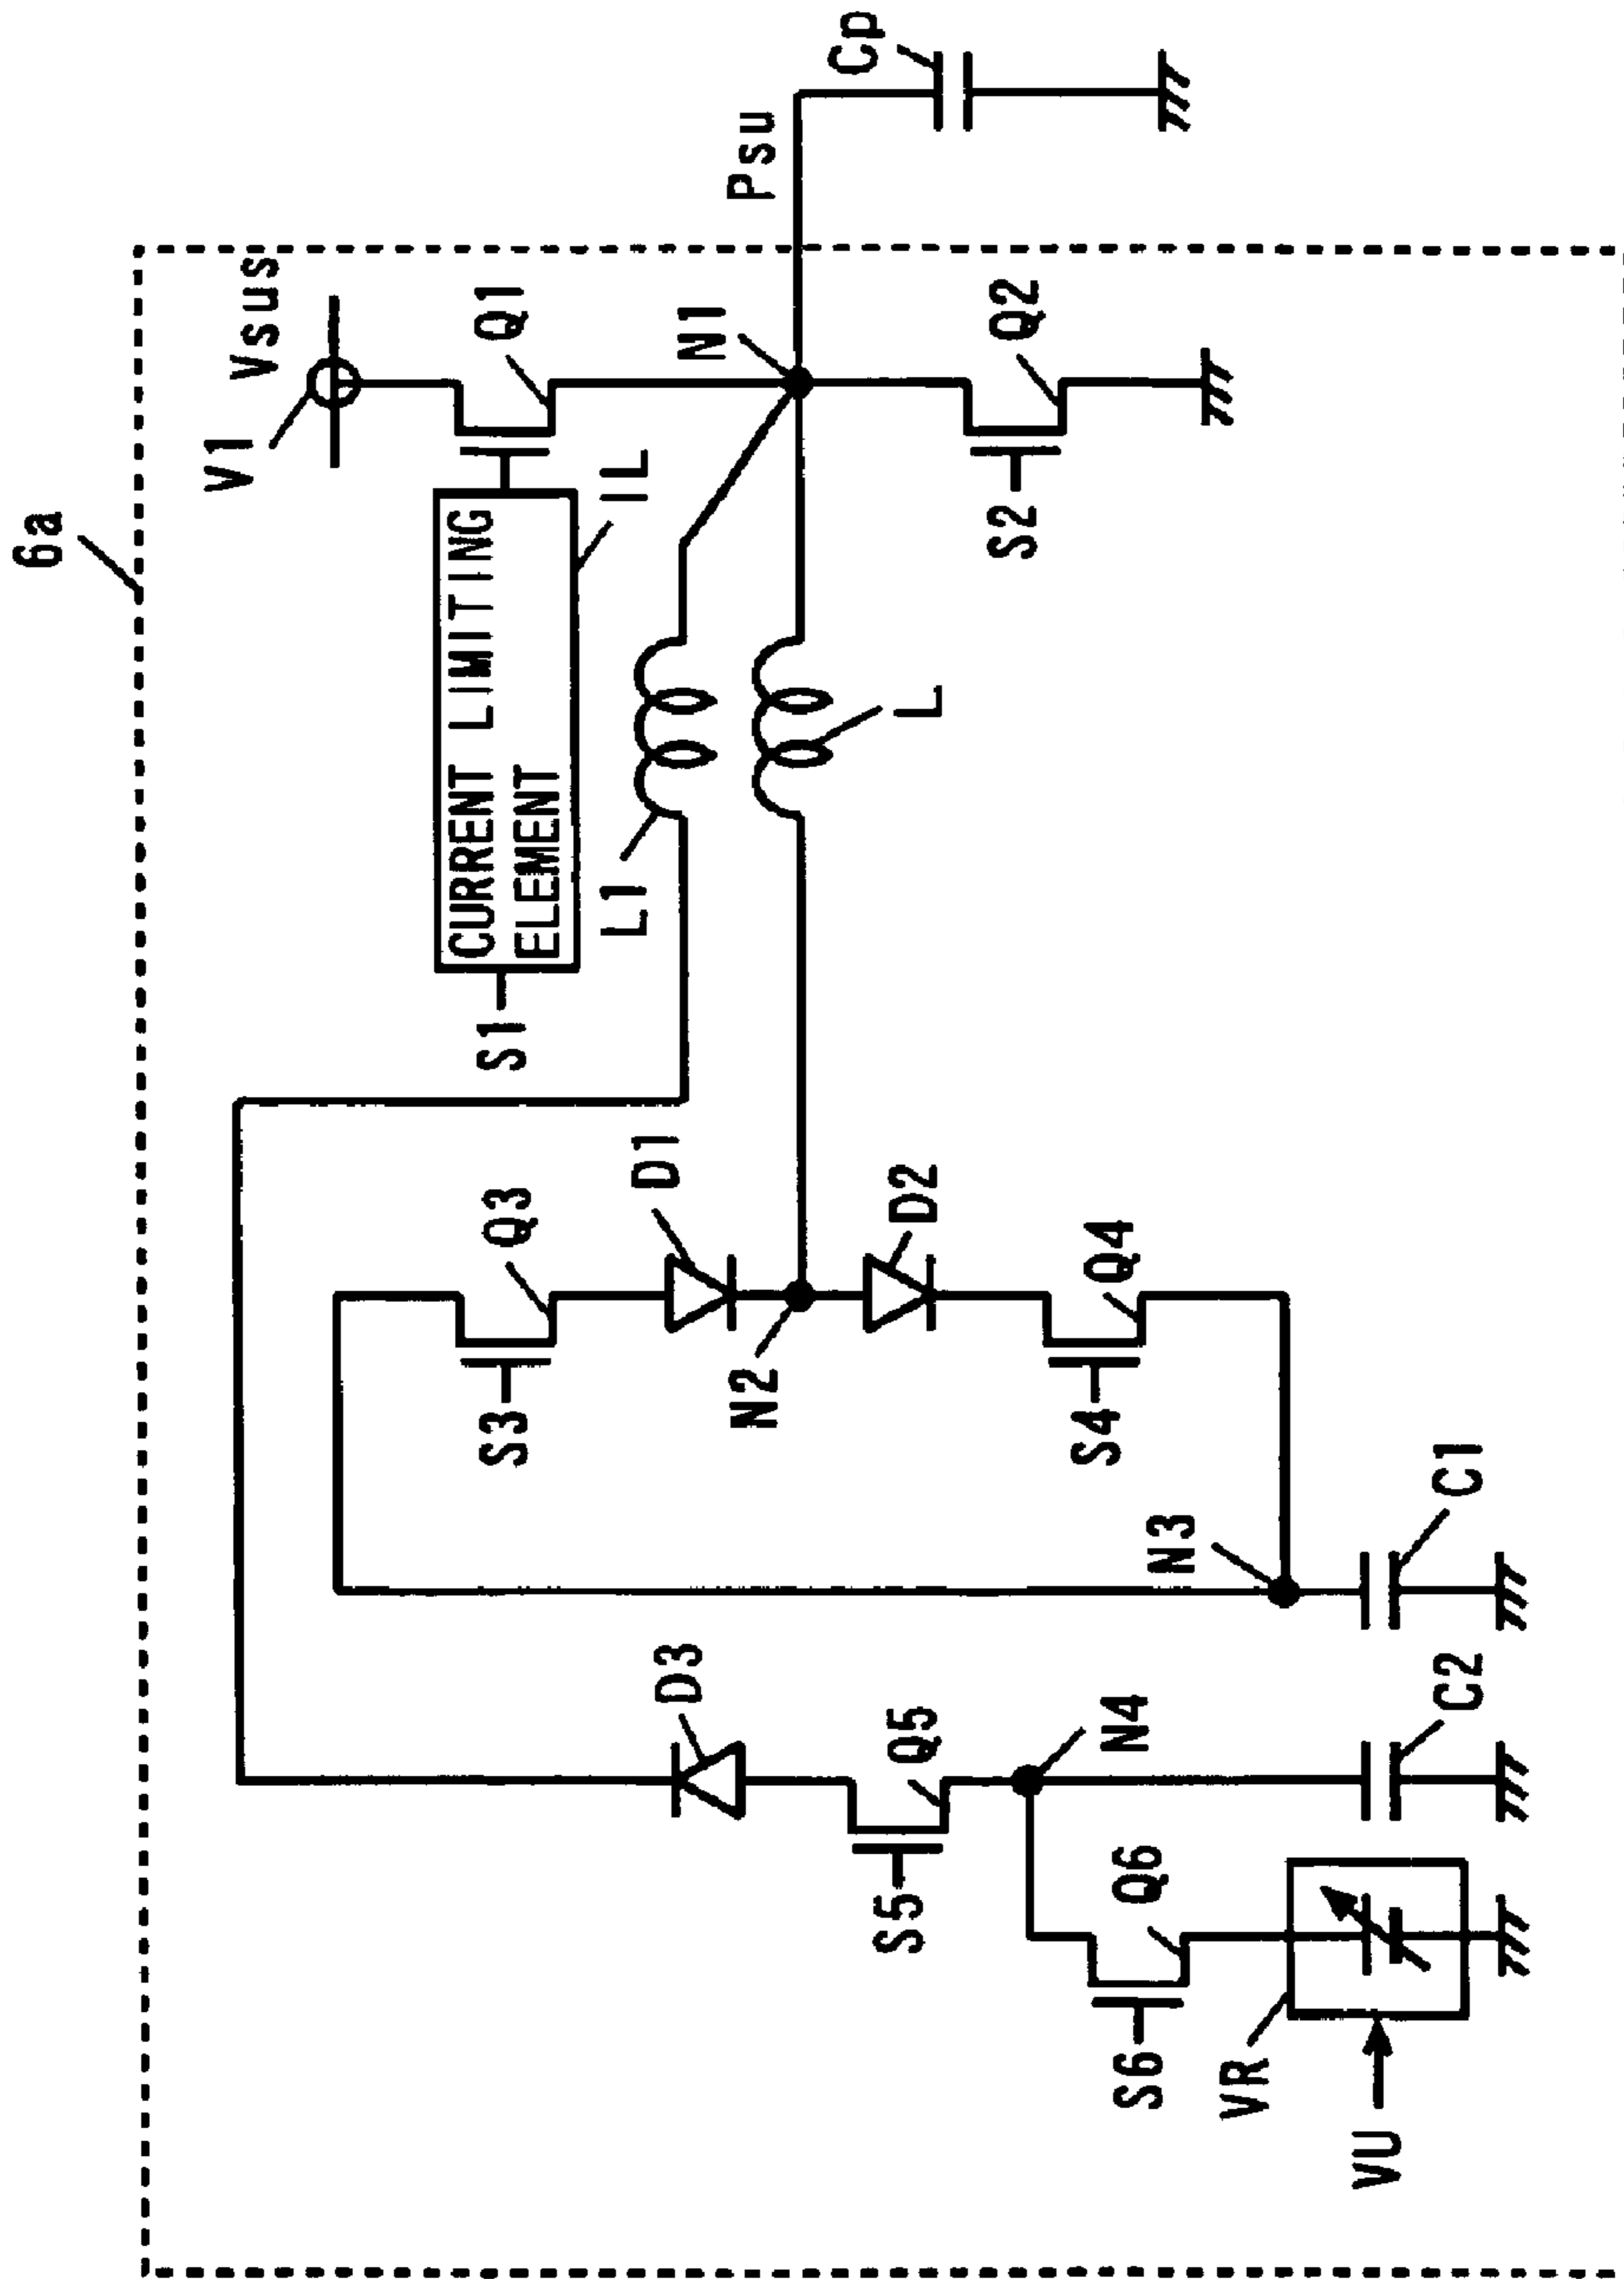 6a
V1
Vsus
Q1
CURRENT LIMITING
ELEMENT
IL
S1
L1
L
N1
Psu
Cp
Q2
S2
Q3
S3
D1
N2
D2
Q4
S4
N3
C1
D3
Q5
S5
N4
C2
Q6
S6
VR
VU